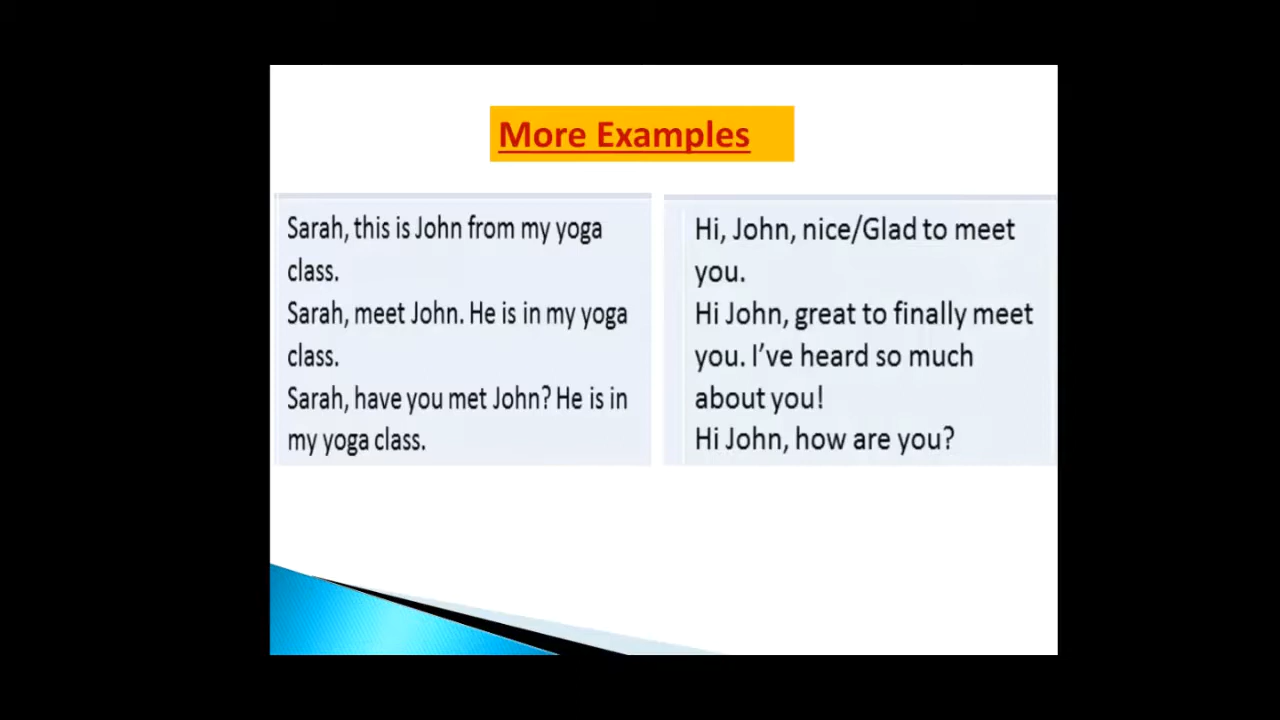 More Examples
Sarah, this is John from my yoga
class.
Sarah, meet John. He is in my yoga
class.
Sarah, have you met John? He is in
my yoga class.
Hi, John, nice/Glad to meet
you.
Hi John, great to finally meet
you. I’ve heard so much
about you!
Hi John, how are you?